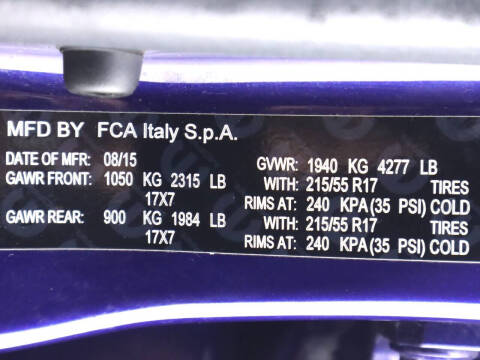 MFD BY FCA Italy S.p.A.
DATE OF MFR: 08/15 GVWR: 1940 KG 4277 LB
GAWR FRONT: 1050 KG 2315 LB WITH: 215/55 R17 TIRES
17X7 RIMS AT: 240 KPA(35 PSI) COLD
GAWR REAR: 900 KG 1984 LB WITH: 215/55 R17 TIRES
17X7 RIMS AT: 240 KPA(35 PSI) COLD